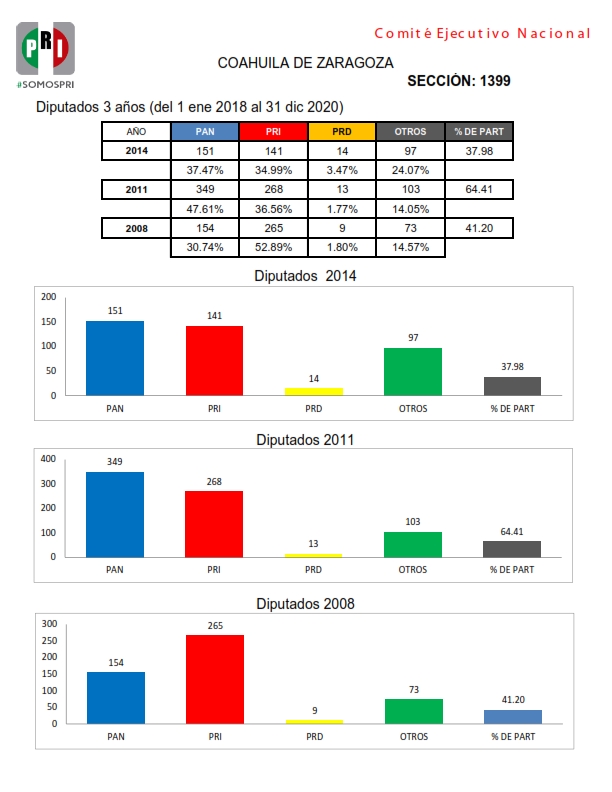 Comité Ejecutivo Nacional
PRI
#SOMOSPRI
COAHUILA DE ZARAGOZA
SECCIÓN: 1399
Diputados 3 años (del 1 ene 2018 al 31 dic 2020)
AÑO PAN PRI PRD OTROS % DE PART
2014 151 141 14 97 37.98
37.47% 34.99% 3.47% 24.07%
2011 349 268 13 103 64.41
47.61% 36.56% 1.77% 14.05%
2008 154 265 9 73 41.20
30.74% 52.89% 1.80% 14.57%
Diputados 2014
200
150
100
50
0
151
141
14
97
37.98
PAN PRI PRD OTROS % DE PART
Diputados 2011
400
300
200
100
0
349
268
13
103
64.41
PAN PRI PRD OTROS % DE PART
Diputados 2008
300
250
200
150
100
50
0
154
265
9
73
41.20
PAN PRI PRD OTROS % DE PART